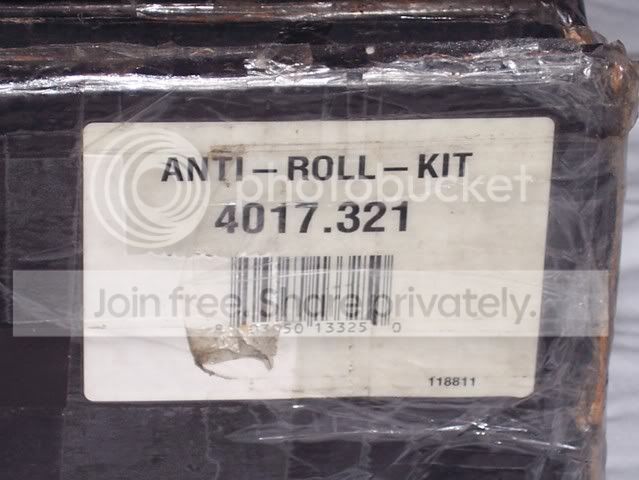 ANTI-ROLL-KIT
photobucket
4017.321
Join free. Share privately.
13325 0
118811